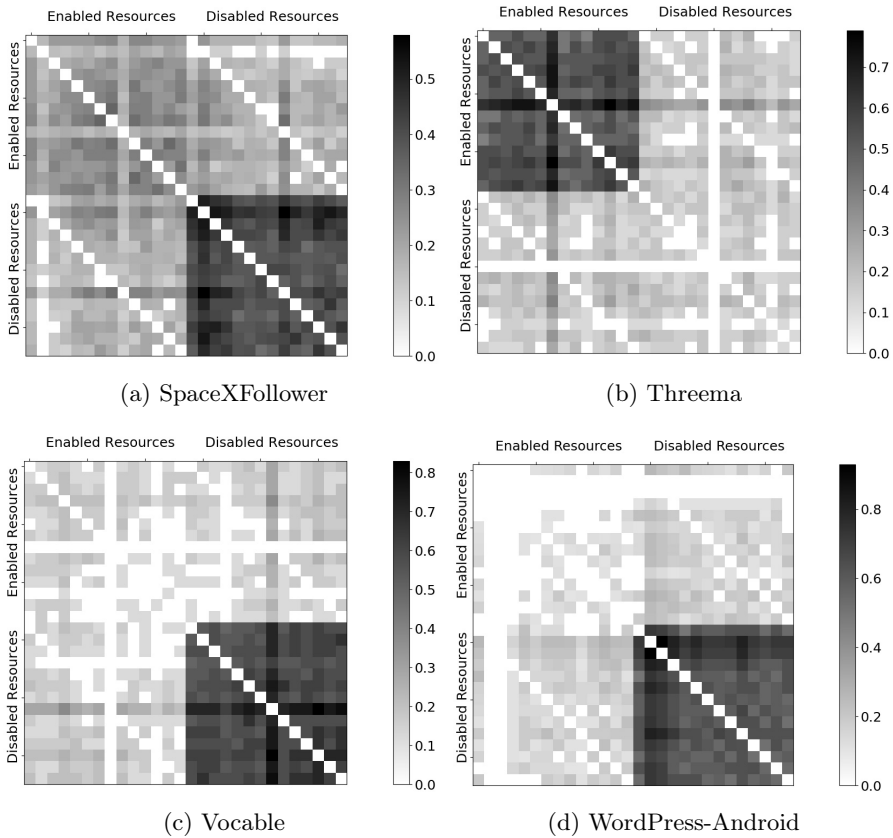 Enabled Resources Disabled Resources
Enabled Resources
Disabled Resources
0.5
0.4
0.3
0.2
0.1
0.0
(a) SpaceXFollower
Enabled Resources Disabled Resources
Enabled Resources
Disabled Resources
0.7
0.6
0.5
0.4
0.3
0.2
0.1
0.0
(b) Threema
Enabled Resources Disabled Resources
Enabled Resources
Disabled Resources
0.8
0.7
0.6
0.5
0.4
0.3
0.2
0.1
0.0
(c) Vocable
Enabled Resources Disabled Resources
Enabled Resources
Disabled Resources
0.8
0.6
0.4
0.2
0.0
(d) WordPress-Android